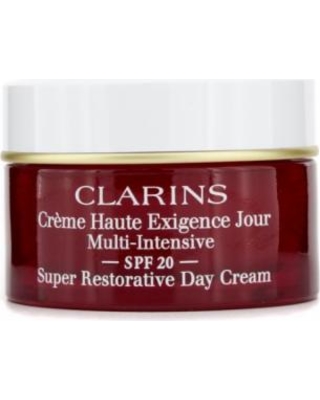 CLARINS
Crème Haute Exigence Jour
Multi-Intensive
— SPF 20 —
Super Restorative Day Cream